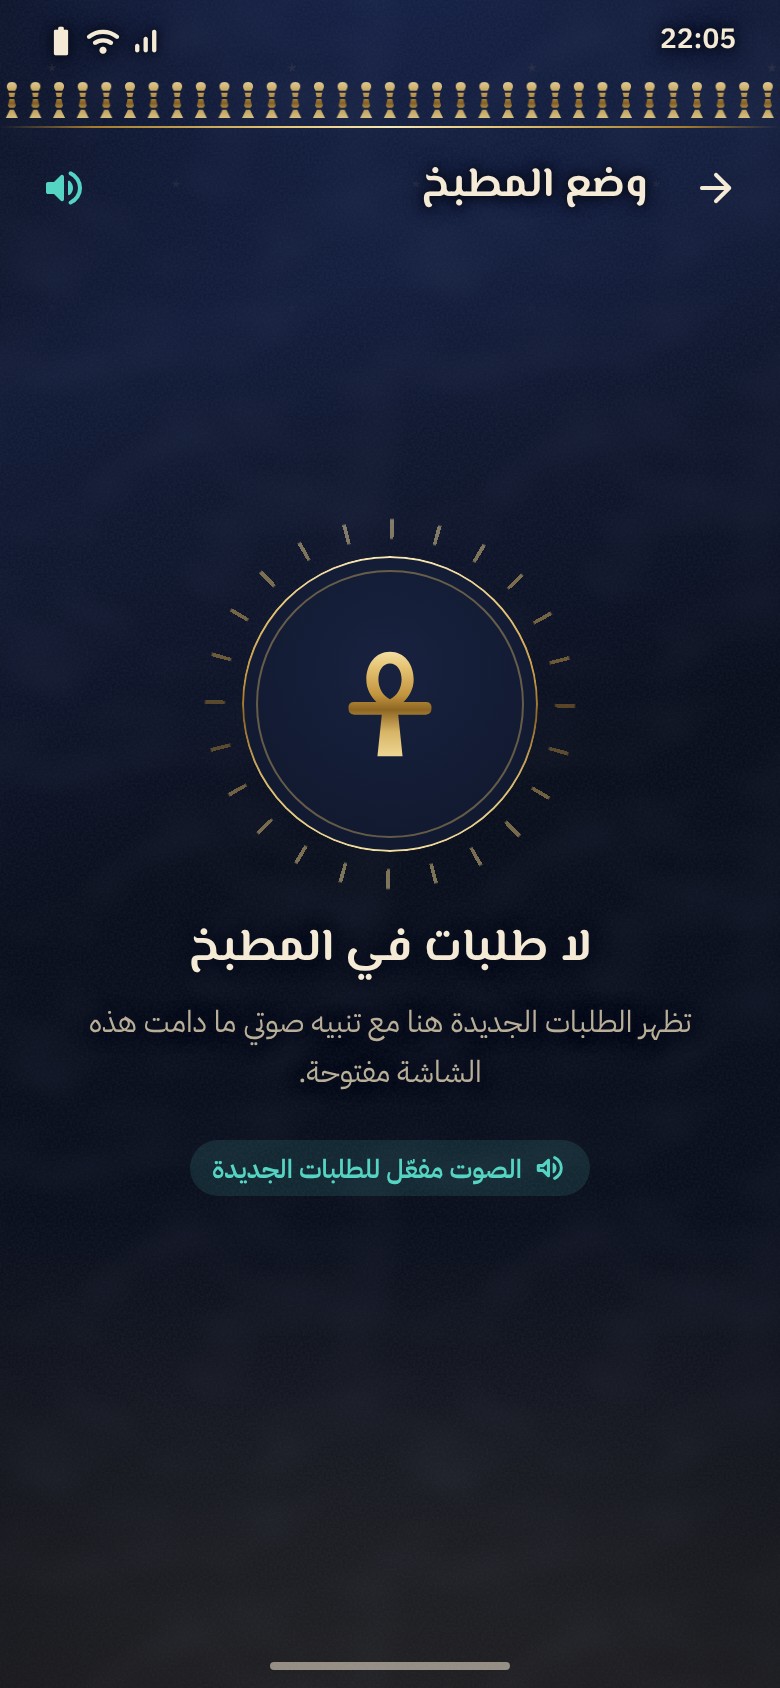 22:05
وضع المطبخ
لا طلبات في المطبخ
تظهر الطلبات الجديدة هنا مع تنبيه صوتي ما دامت هذه
الشاشة مفتوحة.
الصوت مفعّل للطلبات الجديدة